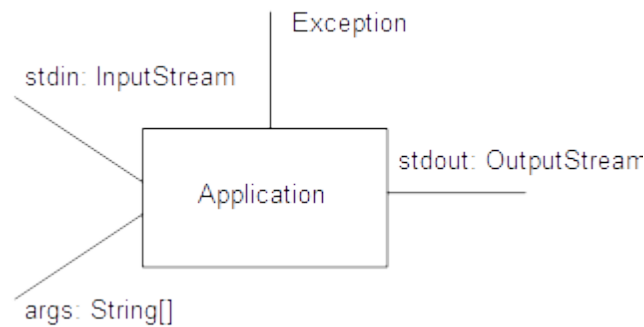 Exception
stdin: InputStream
stdout: OutputStream
Application
args: String[]